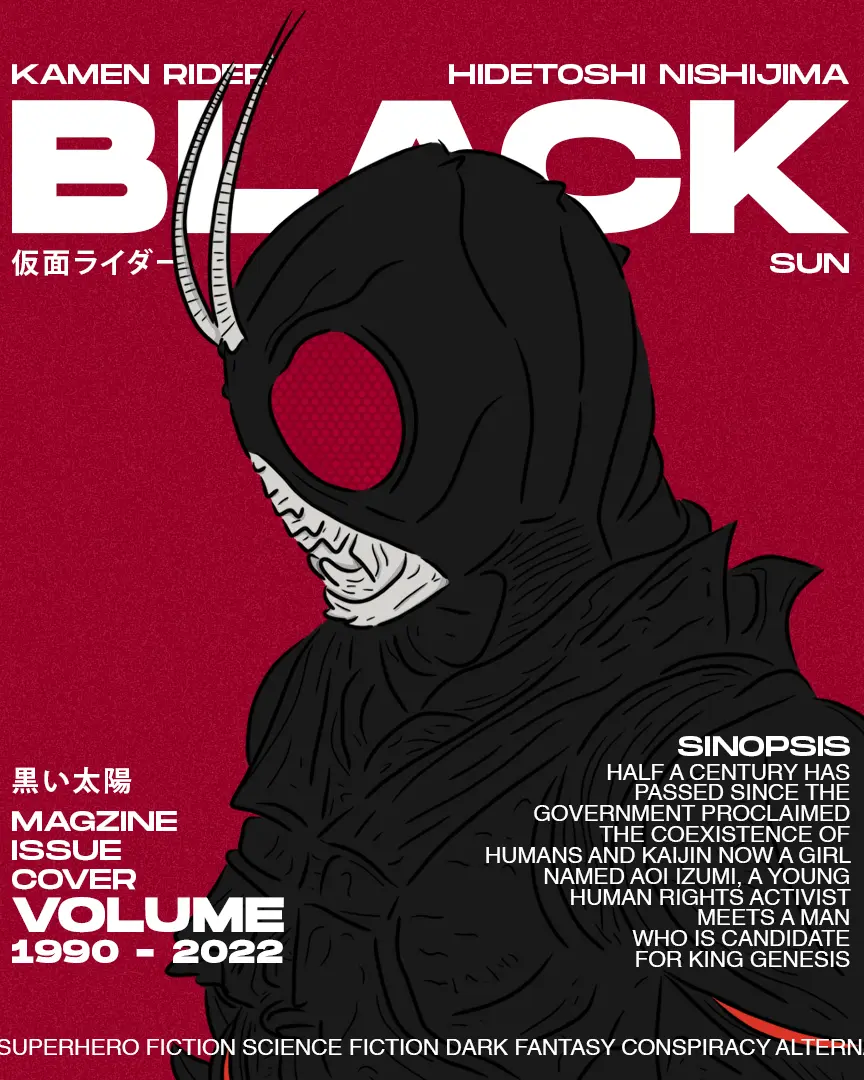 KAMEN RIDER
HIDETOSHI NISHIJIMA
BLACK
仮面ライダー
SUN
SINOPSIS
HALF A CENTURY HAS
PASSED SINCE THE
GOVERNMENT PROCLAIMED
THE COEXISTENCE OF
HUMANS AND KAIJIN NOW A GIRL
NAMED AOI IZUMI, A YOUNG
HUMAN RIGHTS ACTIVIST
MEETS A MAN
WHO IS CANDIDATE
FOR KING GENESIS
黒い太陽
MAGZINE
ISSUE
COVER
VOLUME
1990 - 2022
SUPERHERO FICTION SCIENCE FICTION DARK FANTASY CONSPIRACY ALTERNA